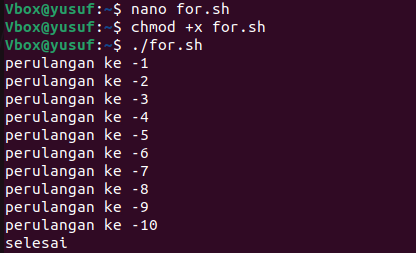 Vbox@yusuf:~$ nano for.sh
Vbox@yusuf:~$ chmod +x for.sh
Vbox@yusuf:~$ ./for.sh
perulangan ke -1
perulangan ke -2
perulangan ke -3
perulangan ke -4
perulangan ke -5
perulangan ke -6
perulangan ke -7
perulangan ke -8
perulangan ke -9
perulangan ke -10
selesai